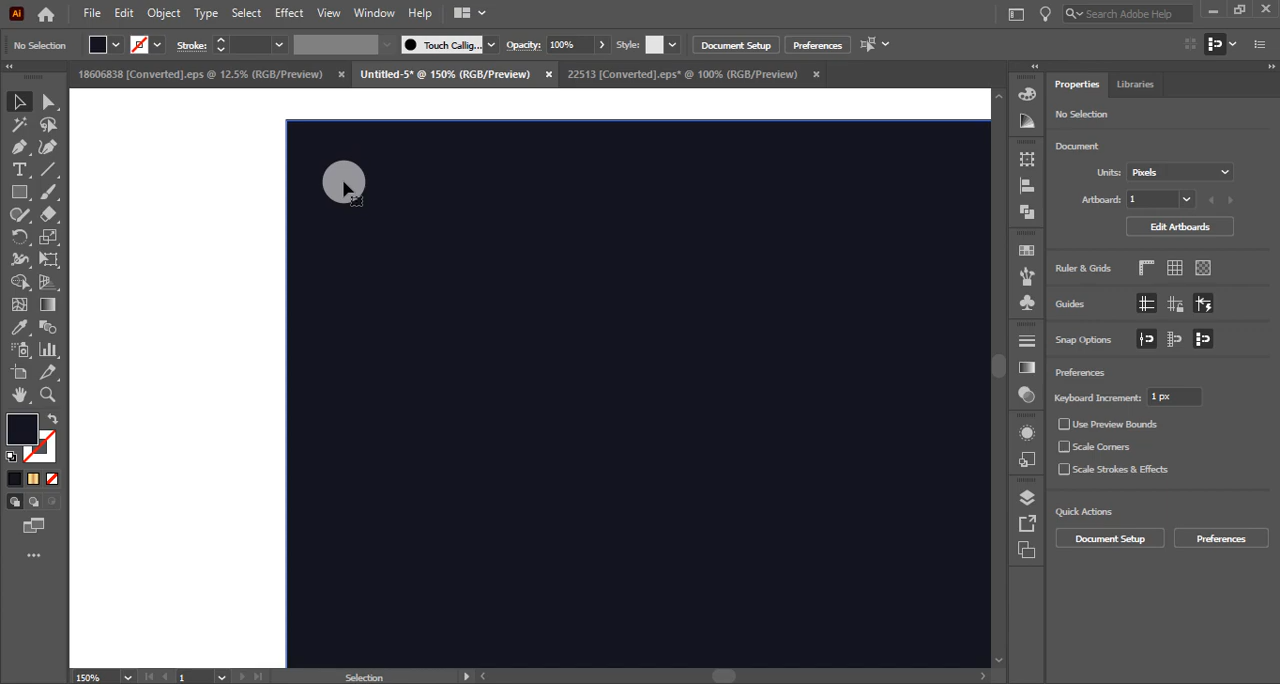 Ai File Edit Object Type Select Effect View Window Help Search Adobe Help
No Selection Stroke: Touch Callig... Opacity: 100% Style: Document Setup Preferences
18606838 [Converted].eps @ 12.5% (RGB/Preview) × Untitled-5* @ 150% (RGB/Preview) × 22513 [Converted].eps* @ 100% (RGB/Preview) ×
Properties Libraries
No Selection
Document
Units: Pixels
Artboard: 1
Edit Artboards
Ruler & Grids
Guides
Snap Options
Preferences
Keyboard Increment: 1 px
Use Preview Bounds
Scale Corners
Scale Strokes & Effects
Quick Actions
Document Setup Preferences
150% 1 Selection